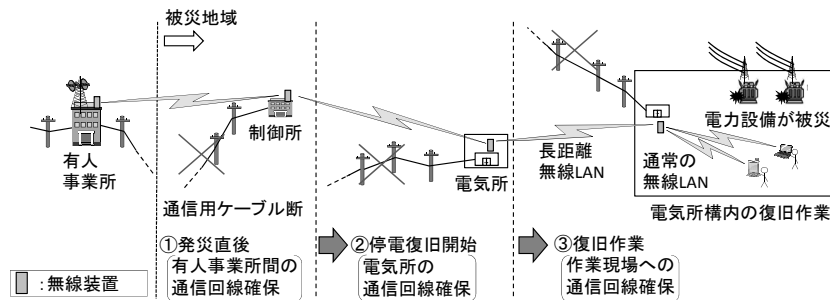 被災地域
有人
事業所
制御所
通信用ケーブル断
電気所
長距離
無線LAN
通常の
無線LAN
電力設備が被災
電気所構内の復旧作業
①発災直後
有人事業所間の
通信回線確保
②停電復旧開始
電気所の
通信回線確保
③復旧作業
作業現場への
通信回線確保
:無線装置